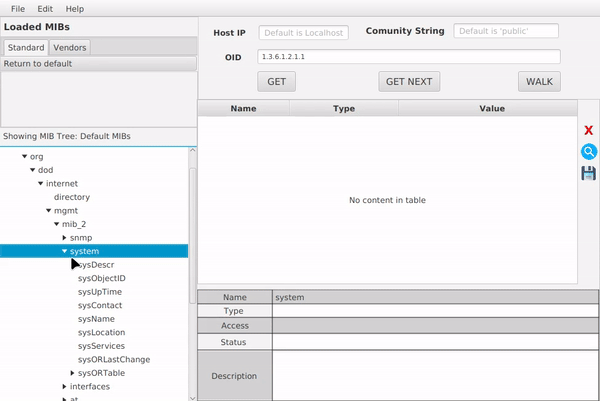 File Edit Help
Loaded MIBs
Standard Vendors
Return to default
Showing MIB Tree: Default MIBs
org
dod
internet
directory
mgmt
mib_2
snmp
system
sysDescr
sysObjectID
sysUpTime
sysContact
sysName
sysLocation
sysServices
sysORLastChange
sysORTable
interfaces
at
Host IP Default is Localhost Comunity String Default is 'public'
OID 1.3.6.1.2.1.1
GET GET NEXT WALK
Name Type Value
No content in table
X
Name system
Type
Access
Status
Description